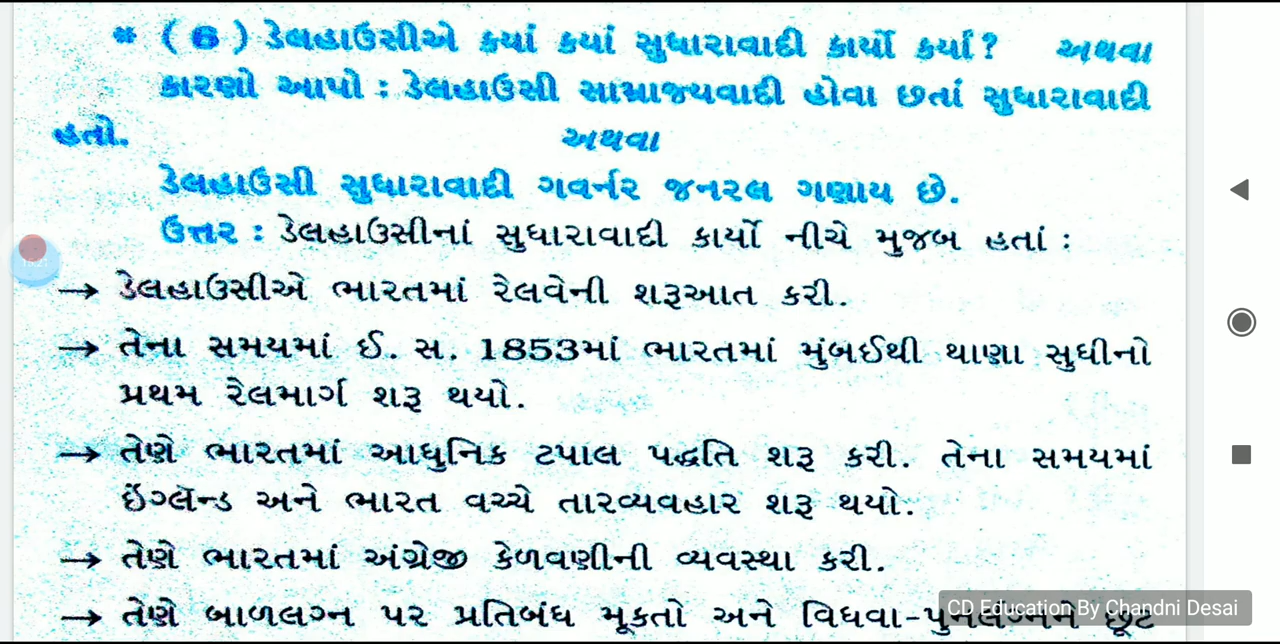 * ( 6 ) ડેલહાઉસીએ કયાં કયાં સુધારાવાદી કાર્યો કર્યાં? અથવા
કારણો આપો : ડેલહાઉસી સામ્રાજ્યવાદી હોવા છતાં સુધારાવાદી
હતો. અથવા
ડેલહાઉસી સુધારાવાદી ગવર્નર જનરલ ગણાય છે.
ઉત્તર : ડેલહાઉસીનાં સુધારાવાદી કાર્યો નીચે મુજબ હતાં :
→ ડેલહાઉસીએ ભારતમાં રેલવેની શરૂઆત કરી.
→ તેના સમયમાં ઈ. સ. 1853માં ભારતમાં મુંબઈથી થાણા સુધીનો
પ્રથમ રેલમાર્ગ શરૂ થયો.
→ તેણે ભારતમાં આધુનિક ટપાલ પદ્ધતિ શરૂ કરી. તેના સમયમાં
ઇંગ્લૅન્ડ અને ભારત વચ્ચે તારવ્યવહાર શરૂ થયો.
→ તેણે ભારતમાં અંગ્રેજી કેળવણીની વ્યવસ્થા કરી.
→ તેણે બાળલગ્ન પર પ્રતિબંધ મૂકતો અને વિધવા-પુનર્લગ્નને છૂટ
CD Education By Chandni Desai